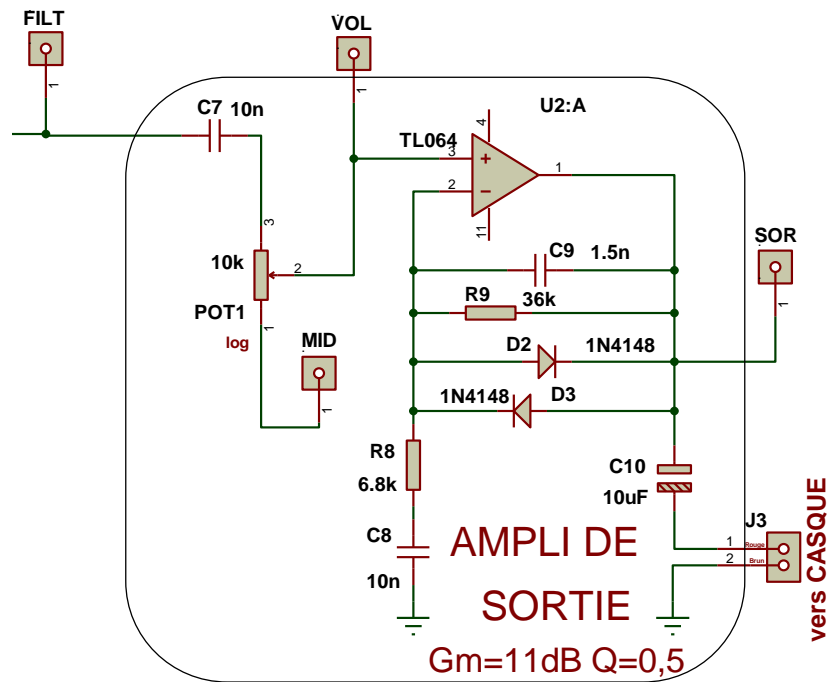 FILT
VOL
1
1
C7
10n
U2:A
4
TL064
3
1
2
11
3
C9
1.5n
SOR
10k
2
R9
36k
POT1
1
1
log
MID
D2
1N4148
1
1N4148
D3
R8
6.8k
C10
10uF
C8
10n
J3
1
Rouge
2
Brun
vers CASQUE
AMPLI DE
SORTIE
Gm=11dB Q=0,5